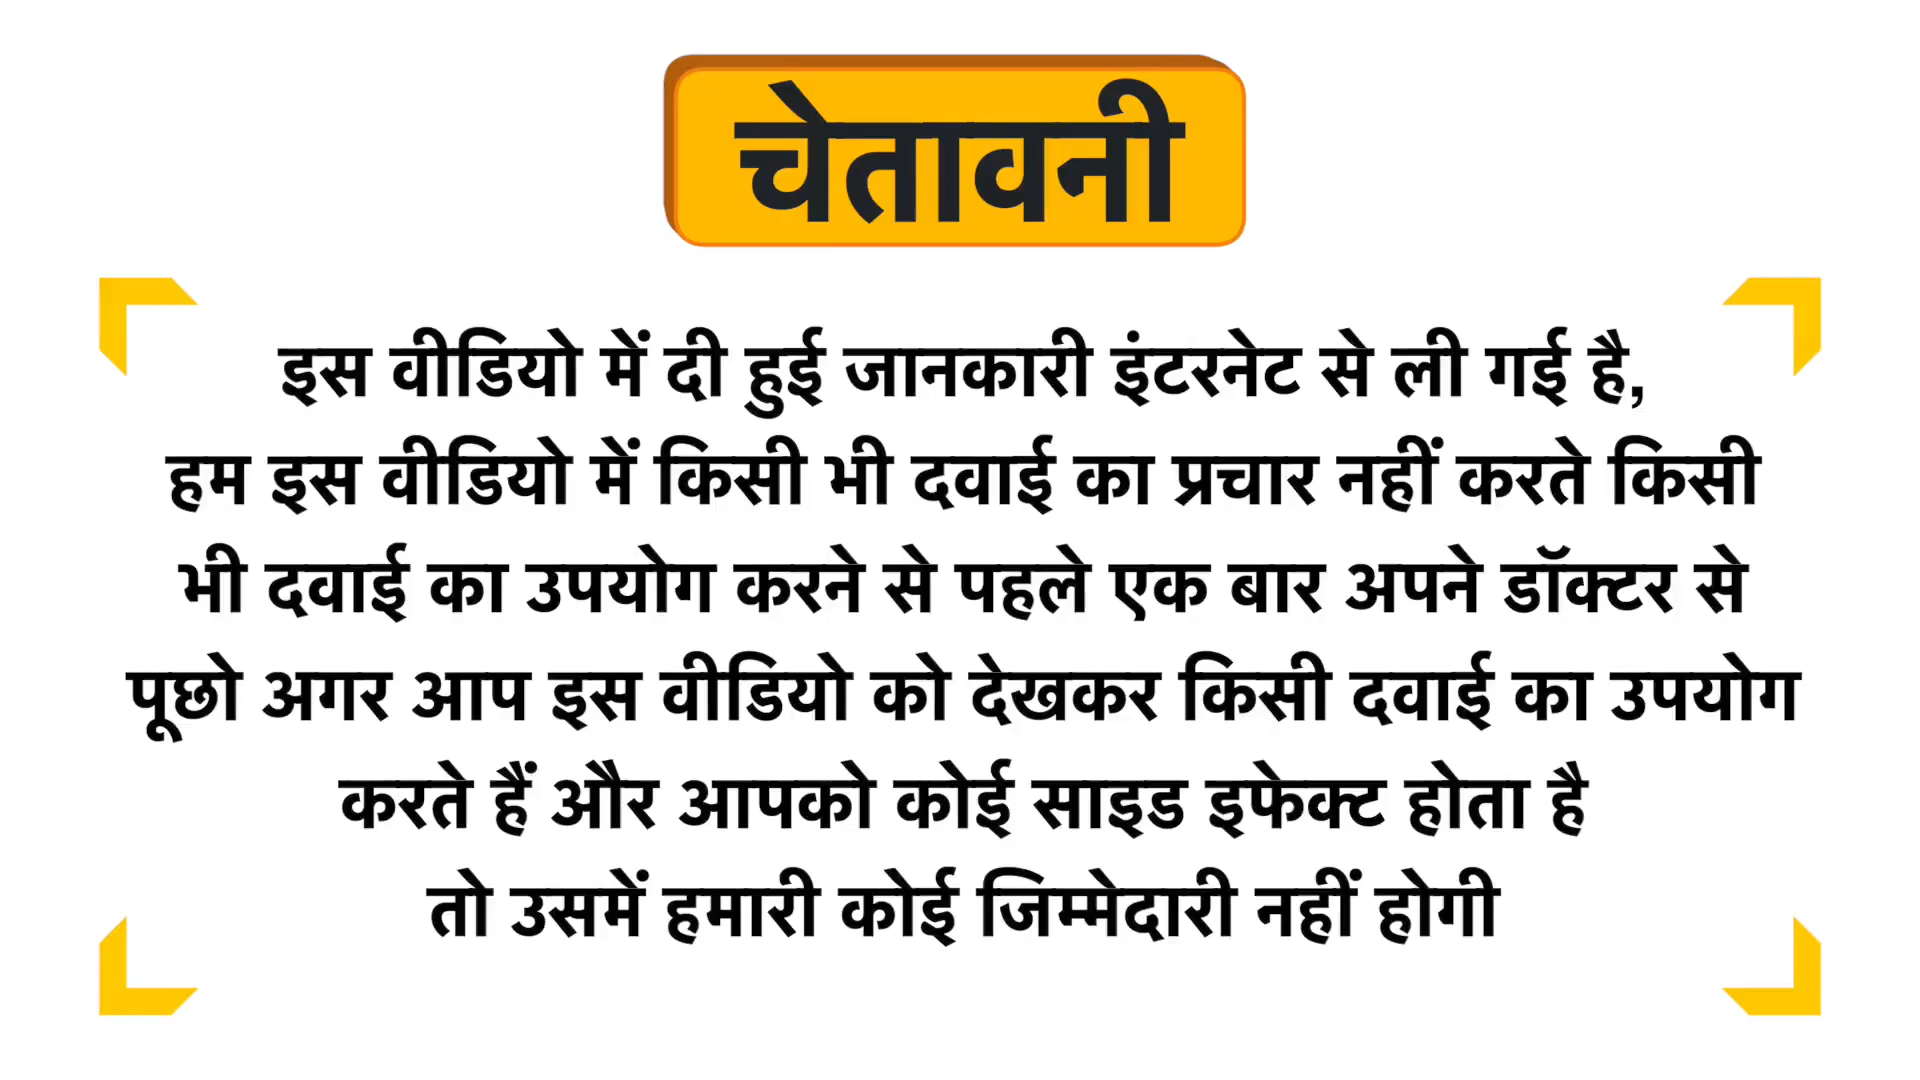 चेतावनी
इस वीडियो में दी हुई जानकारी इंटरनेट से ली गई है,
हम इस वीडियो में किसी भी दवाई का प्रचार नहीं करते किसी
भी दवाई का उपयोग करने से पहले एक बार अपने डॉक्टर से
पूछो अगर आप इस वीडियो को देखकर किसी दवाई का उपयोग
करते हैं और आपको कोई साइड इफेक्ट होता है
तो उसमें हमारी कोई जिम्मेदारी नहीं होगी